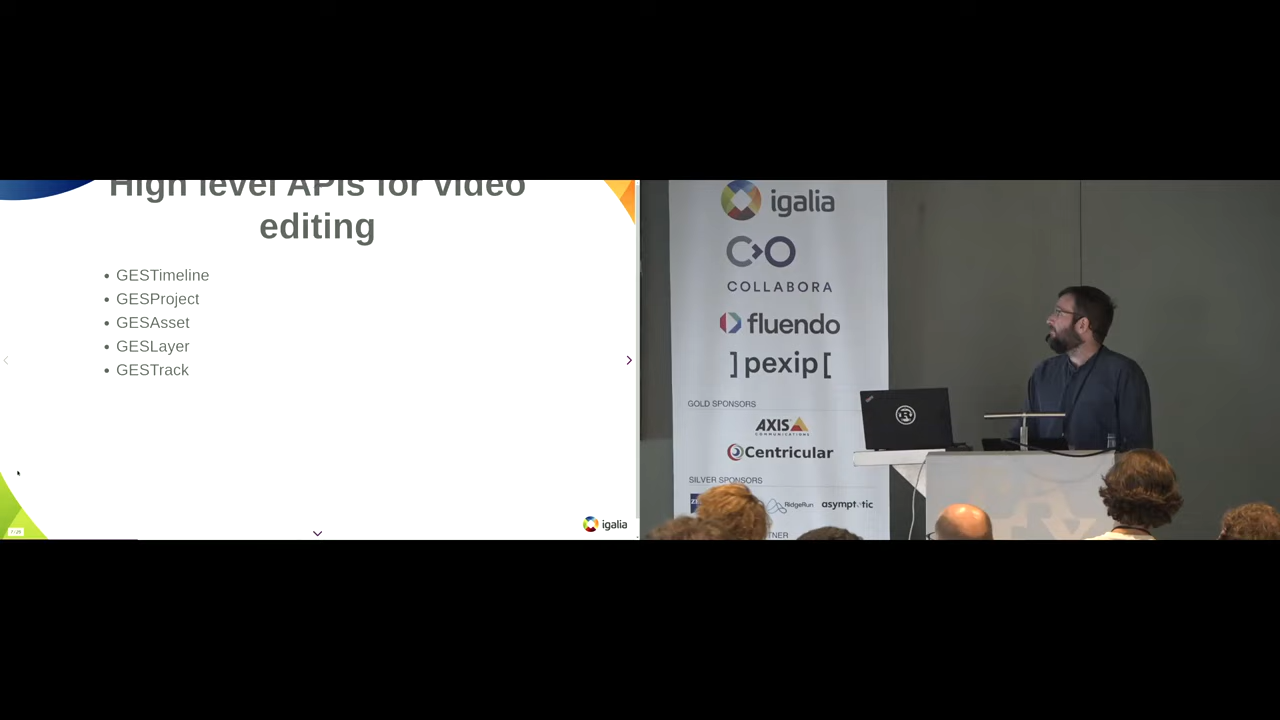 High level APIs for video
editing
• GESTimeline
• GESProject
• GESAsset
• GESLayer
• GESTrack
igalia
igalia
COLLABORA
fluendo
]pexip[
GOLD SPONSORS
AXIS
COMMUNICATIONS
Centricular
SILVER SPONSORS
RidgeRun
asymptotic